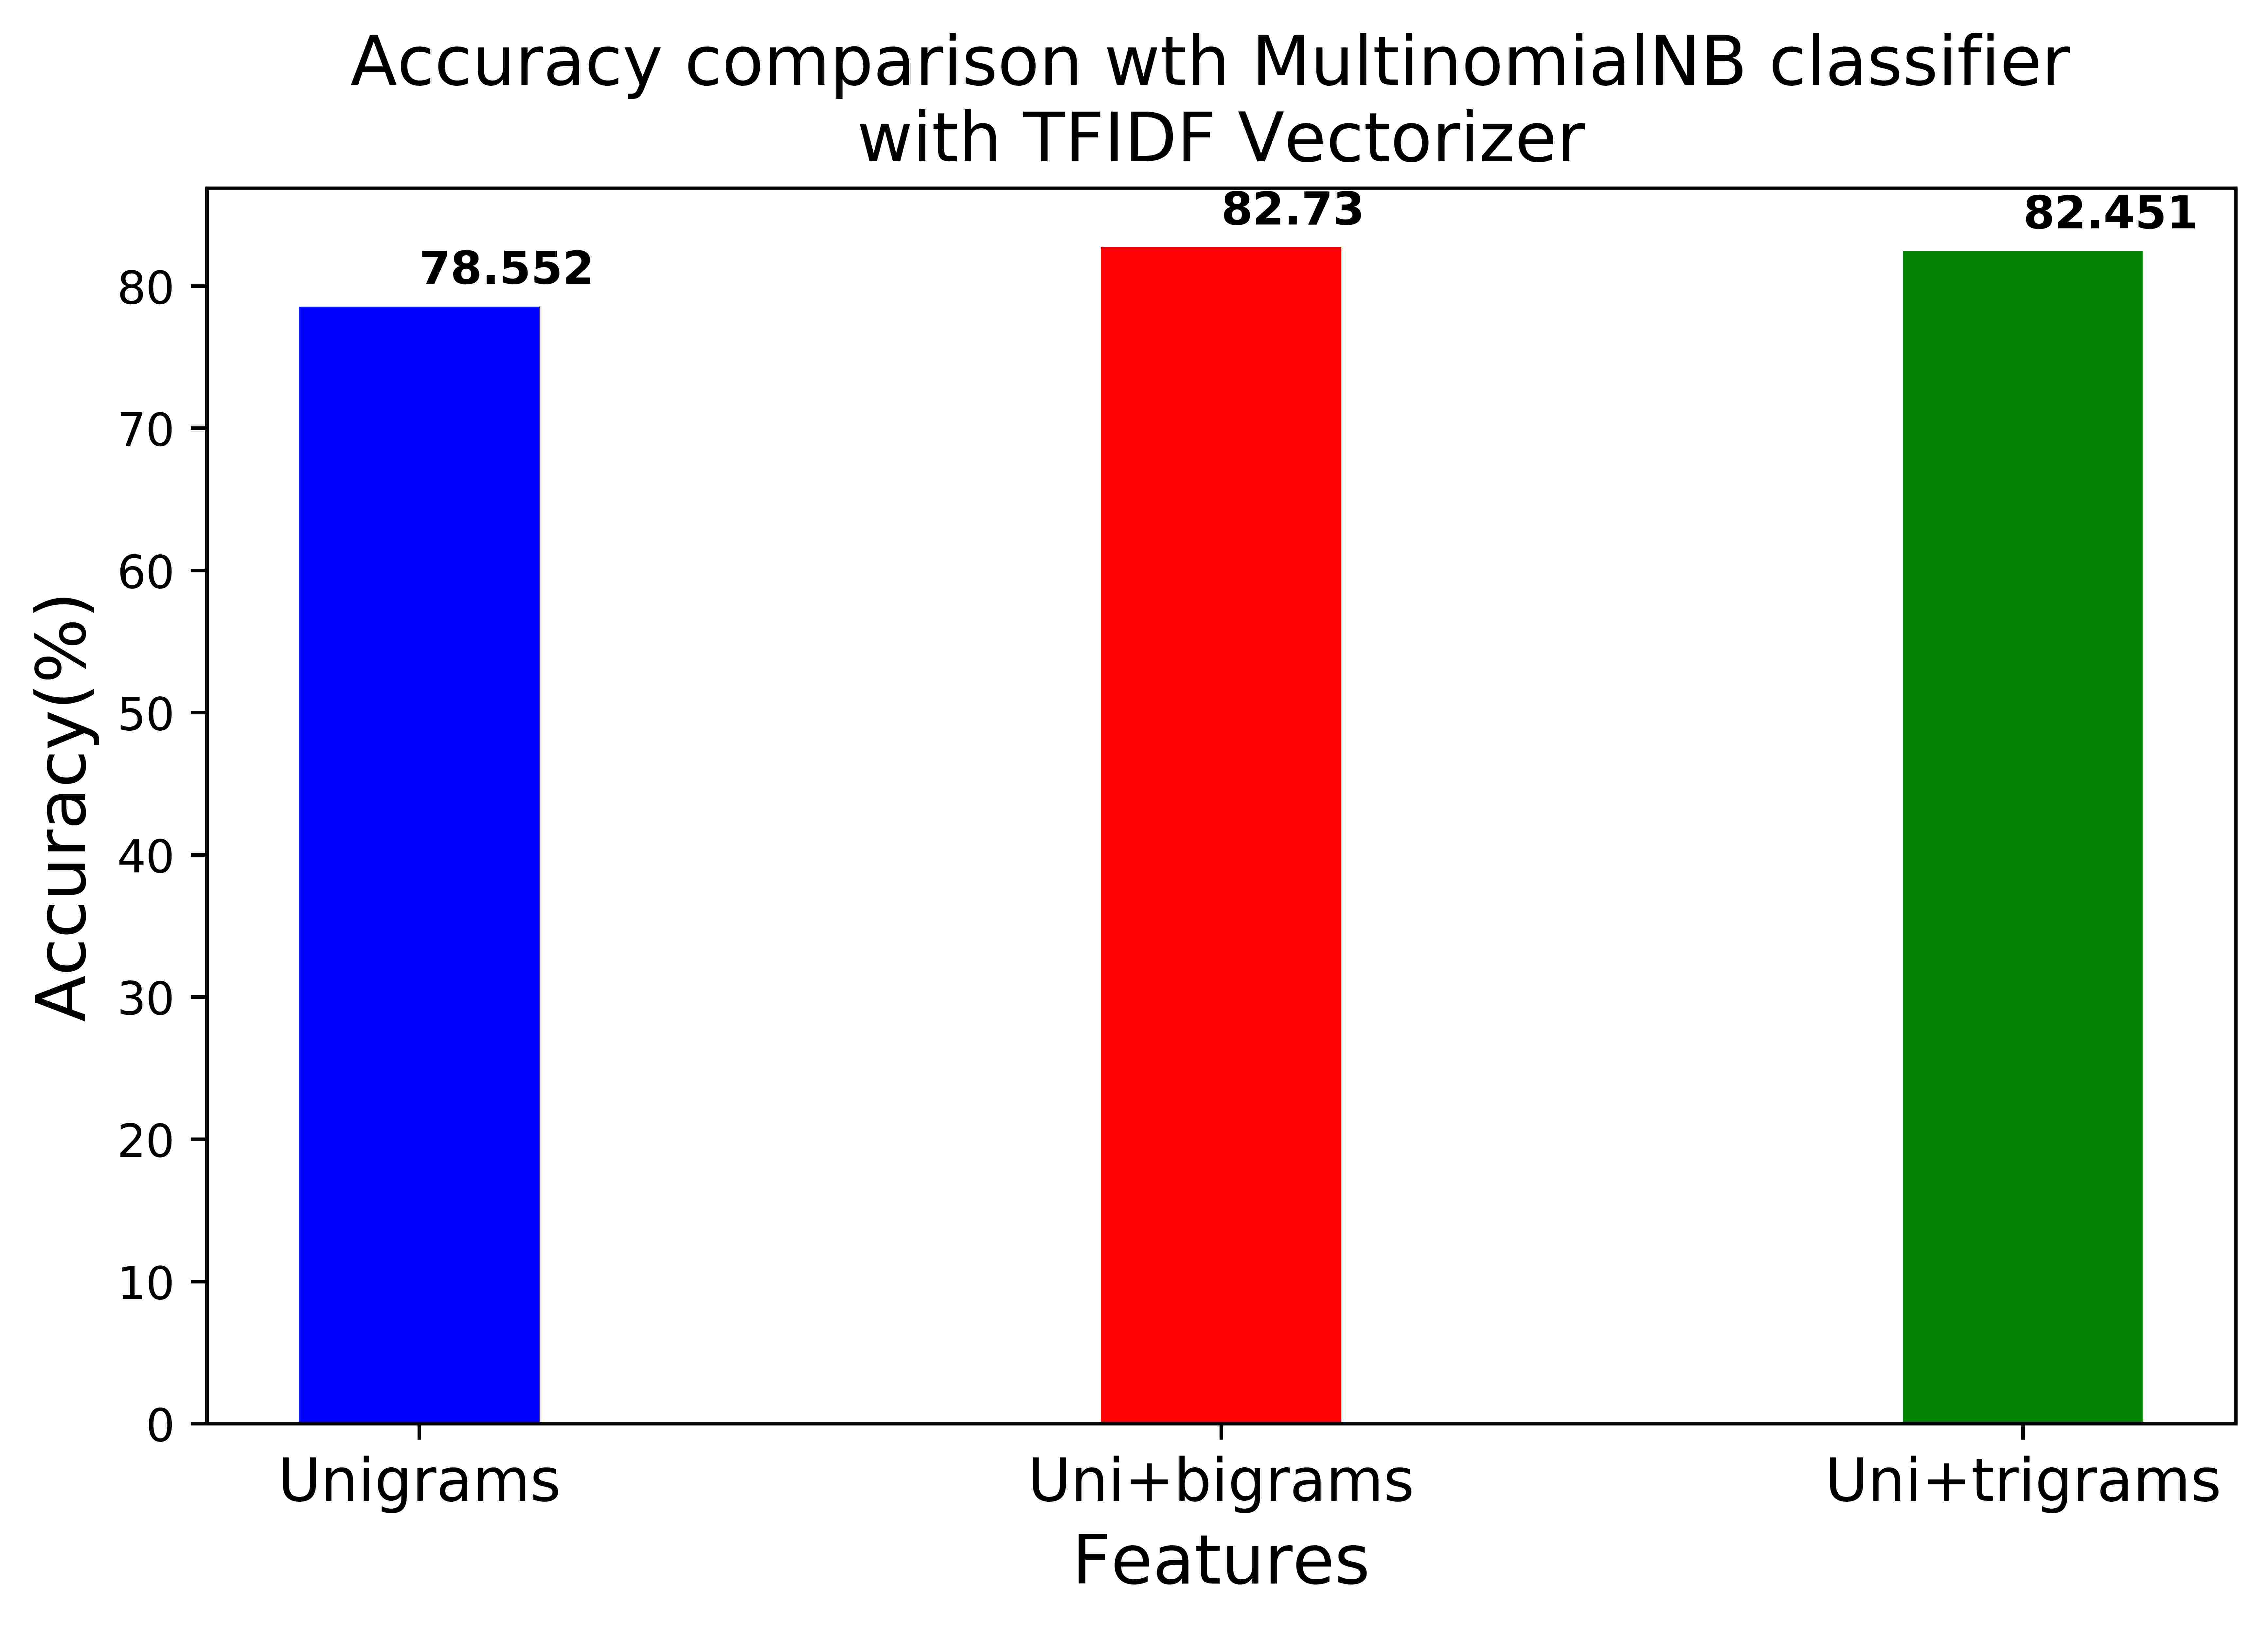 Accuracy comparison wth MultinomialNB classifier
with TFIDF Vectorizer
78.552
82.73
82.451
80
70
60
50
40
30
20
10
0
Accuracy(%)
Unigrams
Uni+bigrams
Uni+trigrams
Features